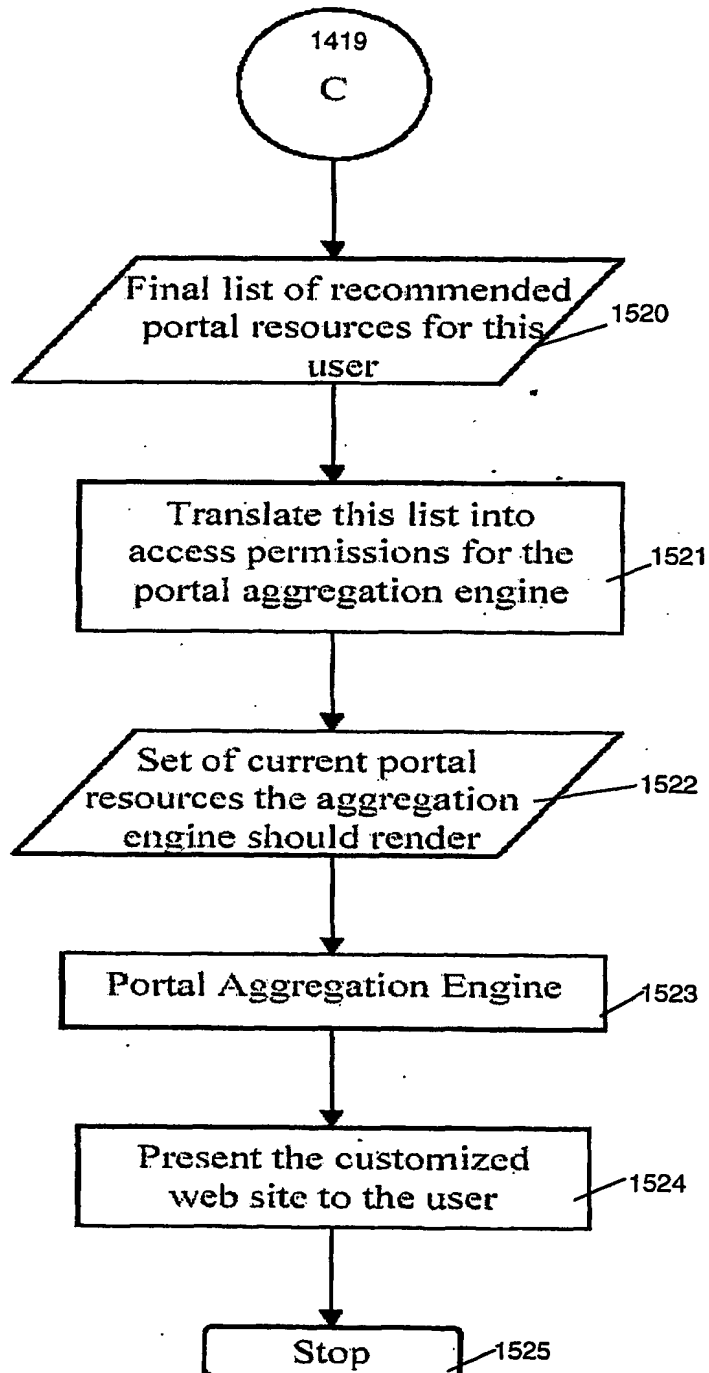 1419
C
Final list of recommended
portal resources for this
user
1520
Translate this list into
access permissions for the
portal aggregation engine
1521
Set of current portal
resources the aggregation
engine should render
1522
Portal Aggregation Engine
1523
Present the customized
web site to the user
1524
Stop
1525